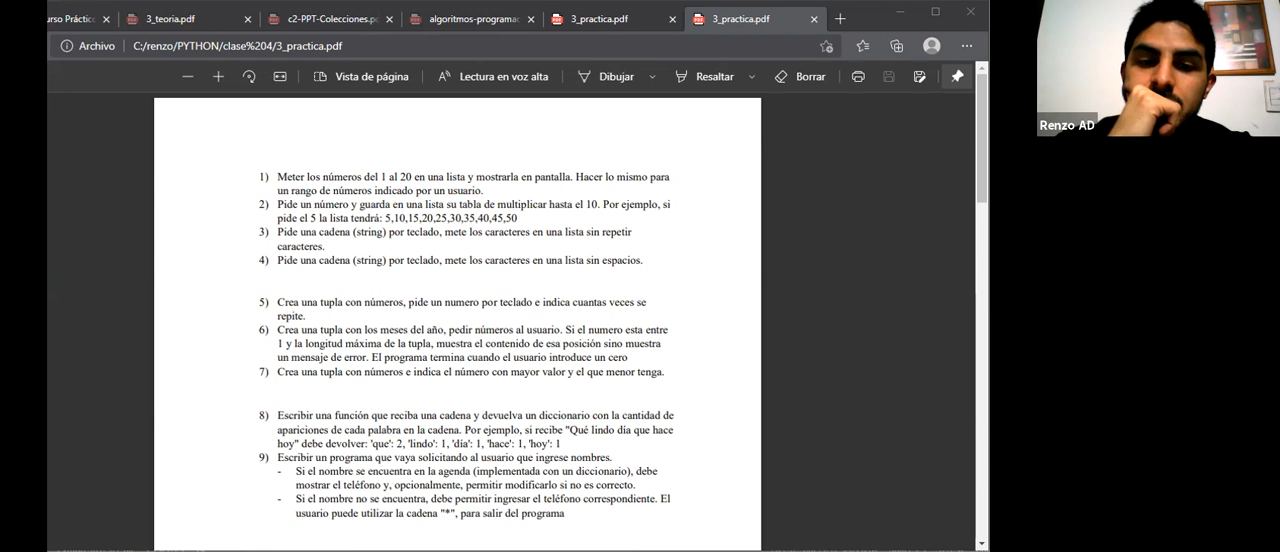 urso Práctic
3_teoria.pdf
c2-PPT-Colecciones.p
algoritmos-programa
3_practica.pdf
3_practica.pdf
Archivo
C:/renzo/PYTHON/clase%204/3_practica.pdf
Vista de página
Lectura en voz alta
Dibujar
Resaltar
Borrar
Renzo AD
1) Meter los números del 1 al 20 en una lista y mostrarla en pantalla. Hacer lo mismo para
un rango de números indicado por un usuario.
2) Pide un número y guarda en una lista su tabla de multiplicar hasta el 10. Por ejemplo, si
pide el 5 la lista tendrá: 5,10,15,20,25,30,35,40,45,50
3) Pide una cadena (string) por teclado, mete los caracteres en una lista sin repetir
caracteres.
4) Pide una cadena (string) por teclado, mete los caracteres en una lista sin espacios.
5) Crea una tupla con números, pide un numero por teclado e indica cuantas veces se
repite.
6) Crea una tupla con los meses del año, pedir números al usuario. Si el numero esta entre
1 y la longitud máxima de la tupla, muestra el contenido de esa posición sino muestra
un mensaje de error. El programa termina cuando el usuario introduce un cero
7) Crea una tupla con números e indica el número con mayor valor y el que menor tenga.
8) Escribir una función que reciba una cadena y devuelva un diccionario con la cantidad de
apariciones de cada palabra en la cadena. Por ejemplo, si recibe "Qué lindo día que hace
hoy" debe devolver: 'que': 2, 'lindo': 1, 'día': 1, 'hace': 1, 'hoy': 1
9) Escribir un programa que vaya solicitando al usuario que ingrese nombres.
- Si el nombre se encuentra en la agenda (implementada con un diccionario), debe
mostrar el teléfono y, opcionalmente, permitir modificarlo si no es correcto.
- Si el nombre no se encuentra, debe permitir ingresar el teléfono correspondiente. El
usuario puede utilizar la cadena "*", para salir del programa